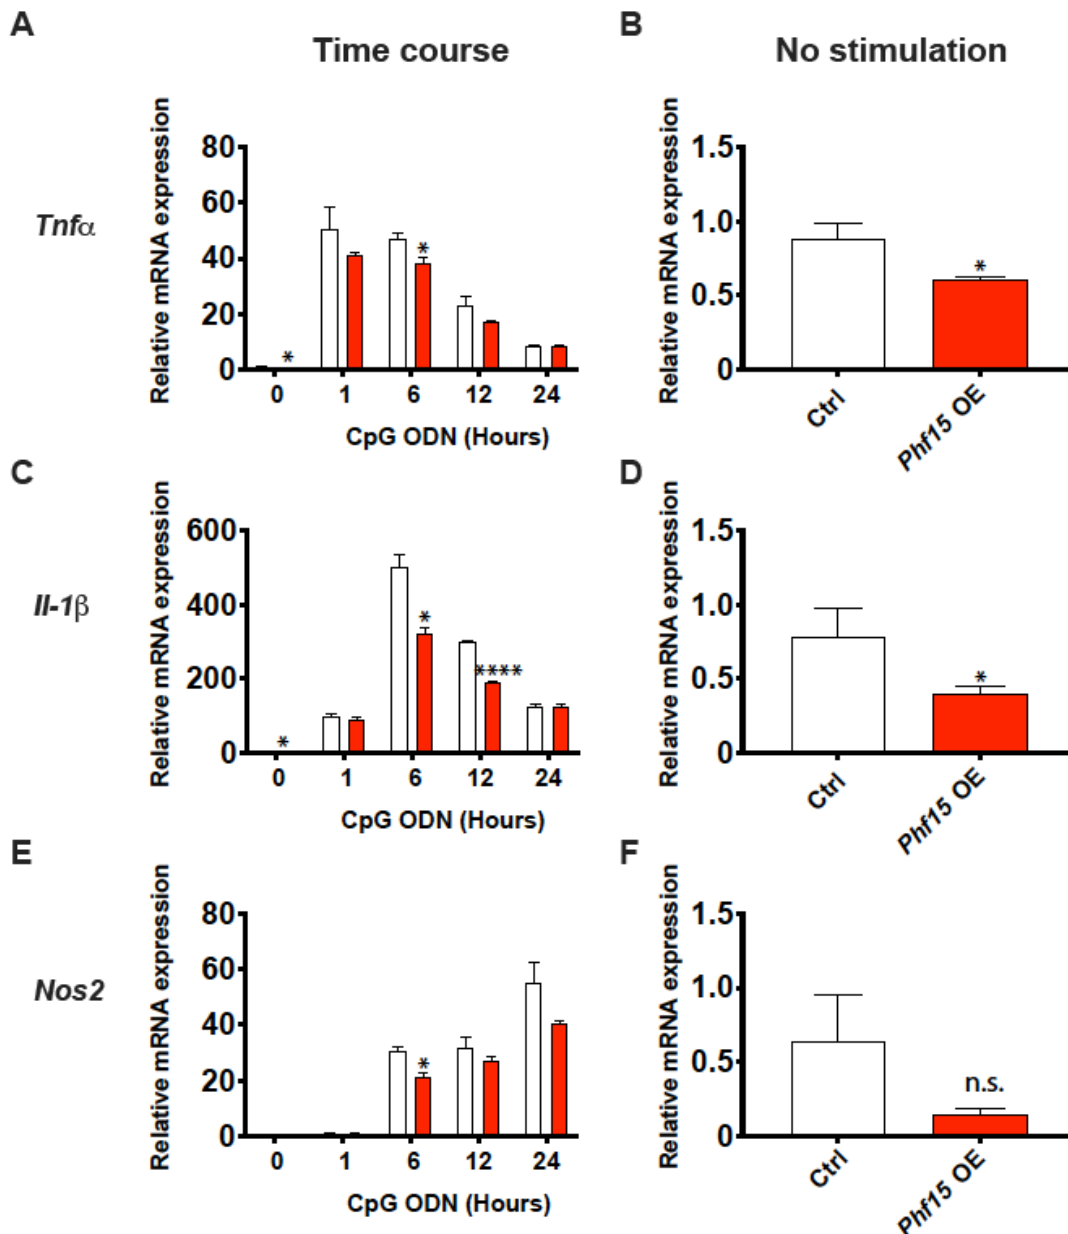 A
Time course
B
No stimulation
Tnfα
Relative mRNA expression
80
60
40
20
0
*
*
0 1 6 12 24
CpG ODN (Hours)
Relative mRNA expression
1.5
1.0
0.5
0
*
Ctrl
Phf15 OE
C
Il-1β
Relative mRNA expression
600
400
200
0
*
*
****
0 1 6 12 24
CpG ODN (Hours)
D
Relative mRNA expression
1.5
1.0
0.5
0
*
Ctrl
Phf15 OE
E
Nos2
Relative mRNA expression
80
60
40
20
0
*
0 1 6 12 24
CpG ODN (Hours)
F
Relative mRNA expression
1.5
1.0
0.5
0
n.s.
Ctrl
Phf15 OE